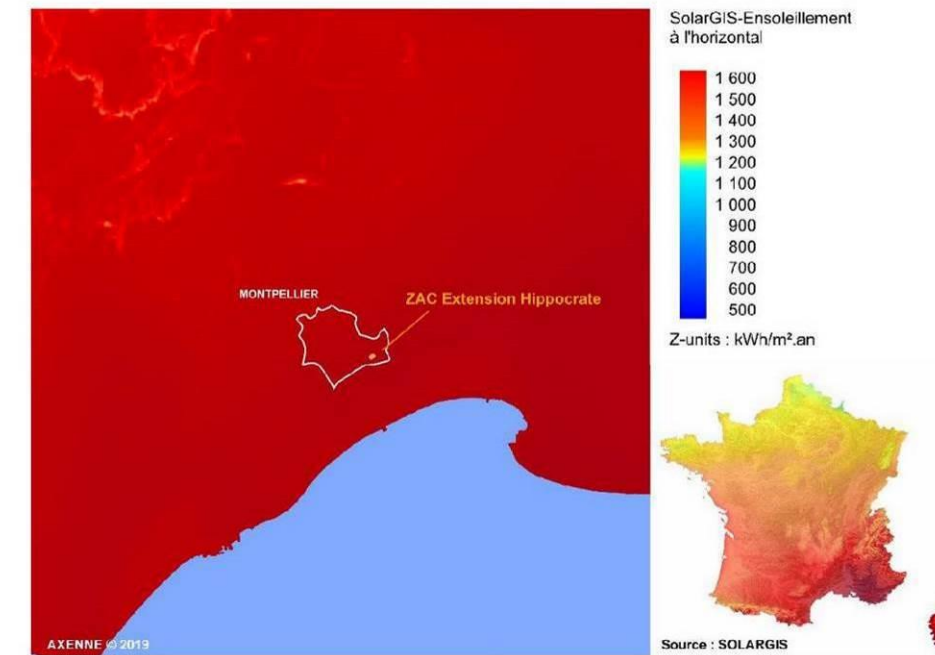 SolarGIS-Ensoleillement
à l'horizontal
1 600
1 500
1 400
1 300
1 200
1 100
1 000
900
800
700
600
500
Z-units : kWh/m².an
MONTPELLIER
ZAC Extension Hippocrate
AXENNE © 2019
Source : SOLARGIS